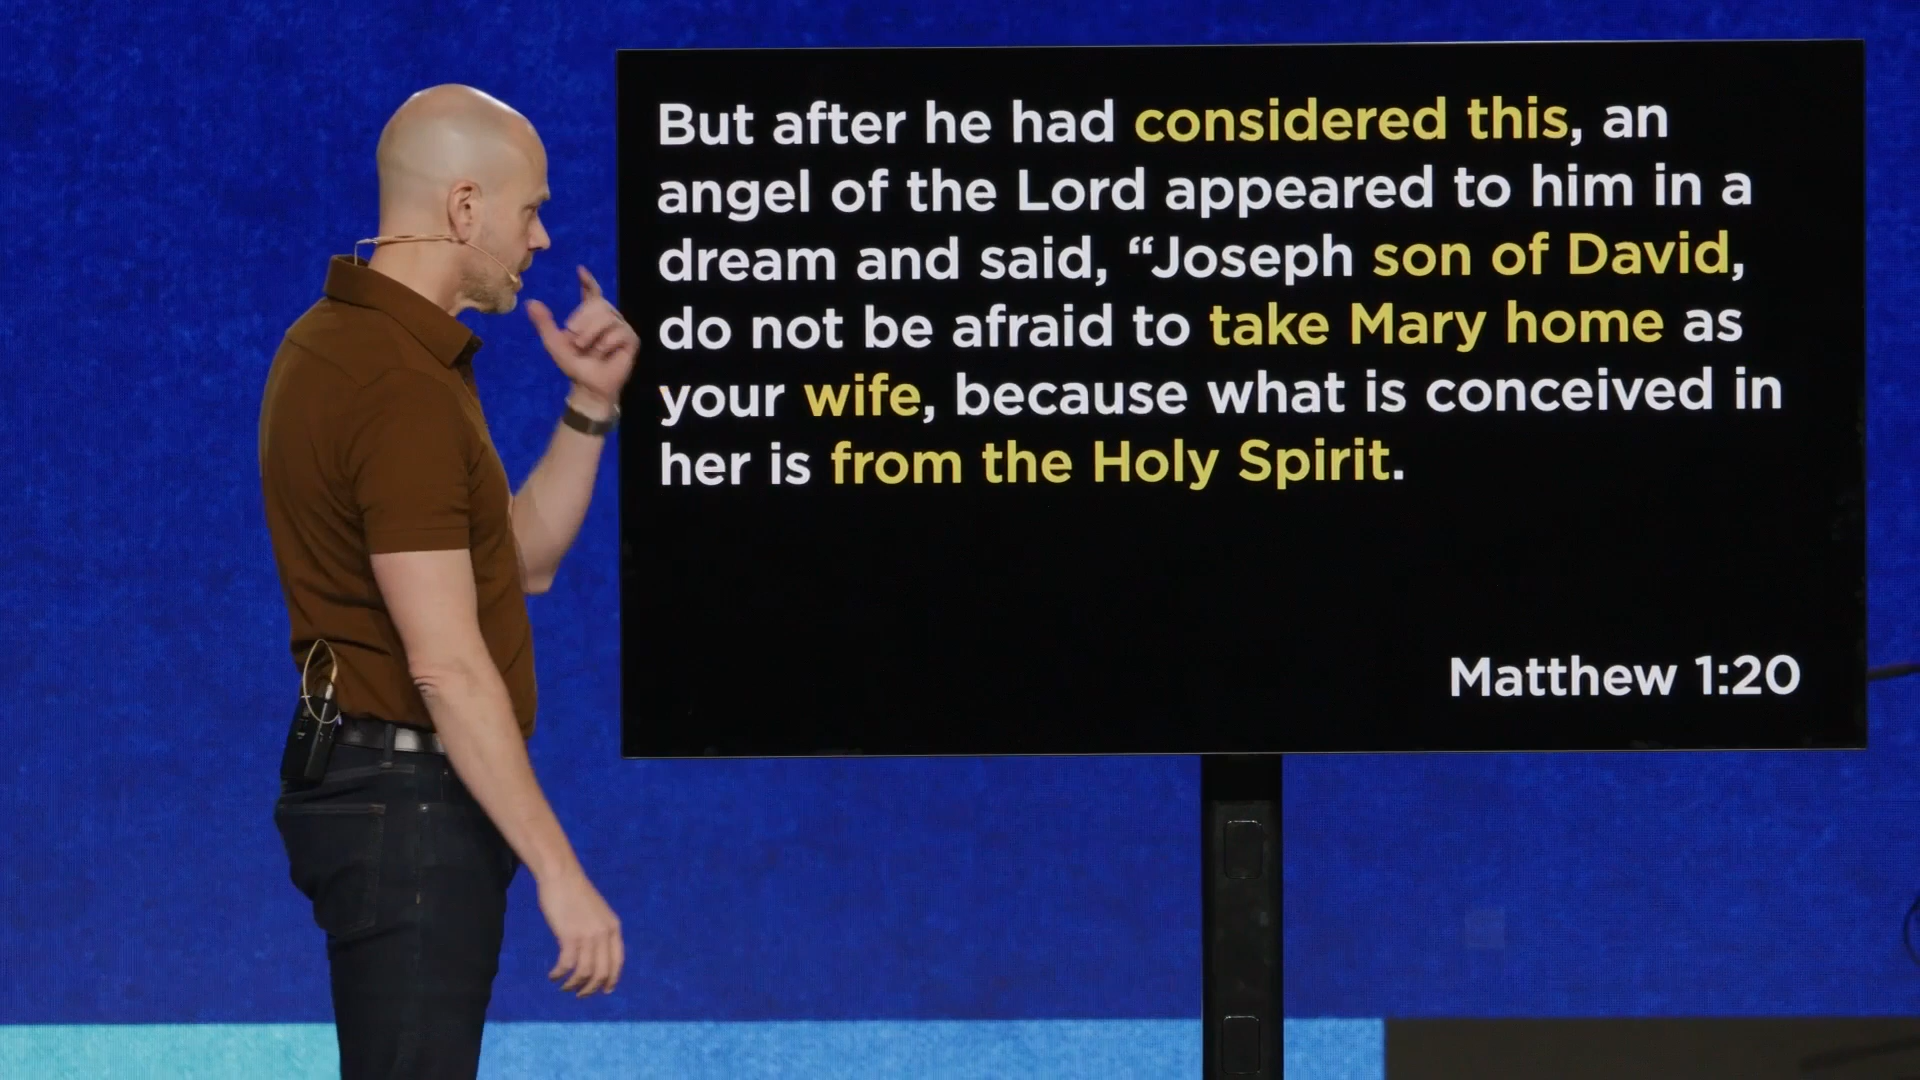 But after he had considered this, an
angel of the Lord appeared to him in a
dream and said, “Joseph son of David,
do not be afraid to take Mary home as
your wife, because what is conceived in
her is from the Holy Spirit.
Matthew 1:20